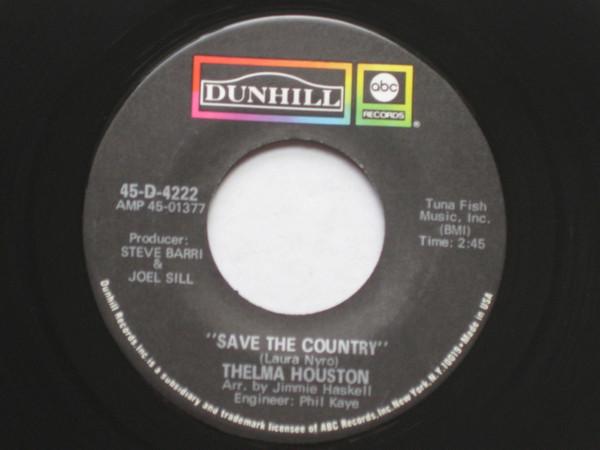 DUNHILL
abc
RECORDS
®
45-D-4222
AMP 45-01377
Producer:
STEVE BARRI
&
JOEL SILL
Tuna Fish
Music, Inc.
(BMI)
Time: 2:45
"SAVE THE COUNTRY"
(Laura Nyro)
THELMA HOUSTON
Arr. by Jimmie Haskell
Engineer: Phil Kaye
Dunhill Records, Inc. is a subsidiary and trademark licensee of ABC Records, Inc. New York, N.Y. 10019 • Made in USA